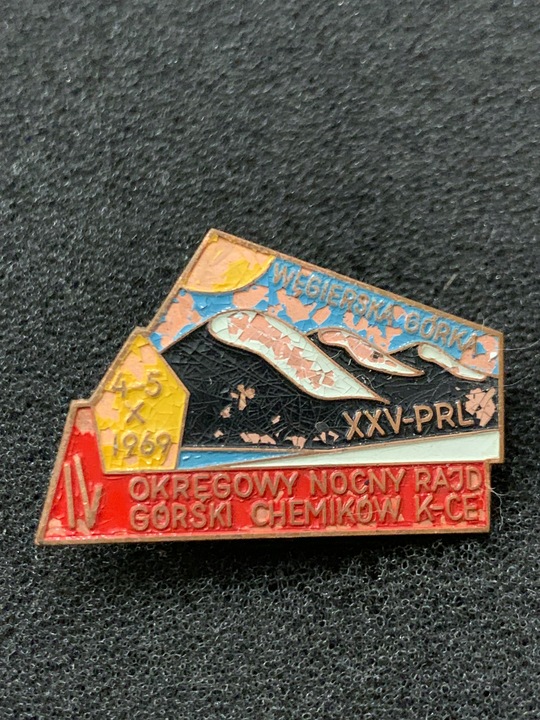 WĘGIERSKA GÓRKA
4-5
X
1969
XXV-PRL
IV OKRĘGOWY NOCNY RAJD
GÓRSKI CHEMIKÓW K-CE